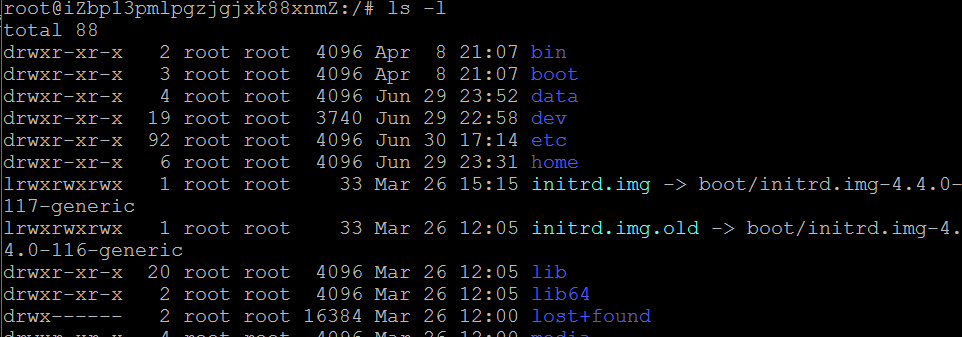 root@iZbp13pmlpgzjgjxk88xnmZ:/# ls -l
total 88
drwxr-xr-x   2 root root  4096 Apr  8 21:07 bin
drwxr-xr-x   3 root root  4096 Apr  8 21:07 boot
drwxr-xr-x   4 root root  4096 Jun 29 23:52 data
drwxr-xr-x  19 root root  3740 Jun 29 22:58 dev
drwxr-xr-x  92 root root  4096 Jun 30 17:14 etc
drwxr-xr-x   6 root root  4096 Jun 29 23:31 home
lrwxrwxrwx   1 root root    33 Mar 26 15:15 initrd.img -> boot/initrd.img-4.4.0-
117-generic
lrwxrwxrwx   1 root root    33 Mar 26 12:05 initrd.img.old -> boot/initrd.img-4.
4.0-116-generic
drwxr-xr-x  20 root root  4096 Mar 26 12:05 lib
drwxr-xr-x   2 root root  4096 Mar 26 12:05 lib64
drwx------   2 root root 16384 Mar 26 12:00 lost+found
drwxr-xr-x   4 root root  4096 Mar 26 12:00 media